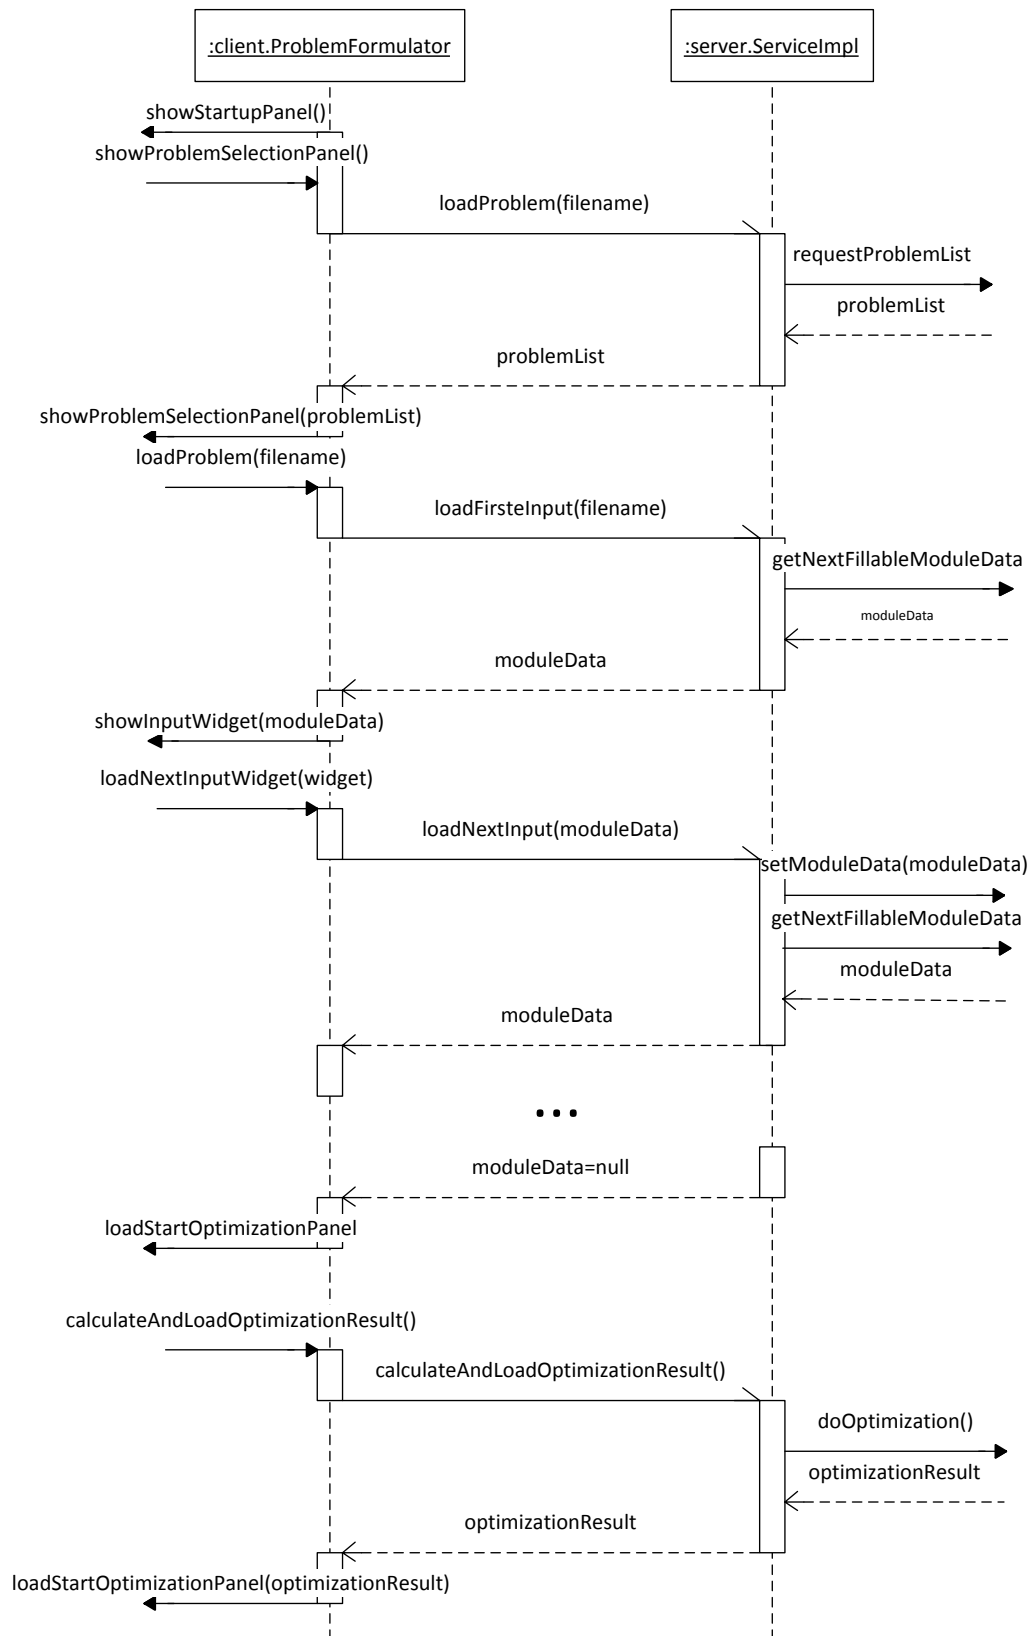 :client.ProblemFormulator
:server.ServiceImpl
showStartupPanel()
showProblemSelectionPanel()
loadProblem(filename)
requestProblemList
problemList
problemList
showProblemSelectionPanel(problemList)
loadProblem(filename)
loadFirsteInput(filename)
getNextFillableModuleData
moduleData
moduleData
showInputWidget(moduleData)
loadNextInputWidget(widget)
loadNextInput(moduleData)
setModuleData(moduleData)
getNextFillableModuleData
moduleData
moduleData
...
moduleData=null
loadStartOptimizationPanel
calculateAndLoadOptimizationResult()
calculateAndLoadOptimizationResult()
doOptimization()
optimizationResult
optimizationResult
loadStartOptimizationPanel(optimizationResult)